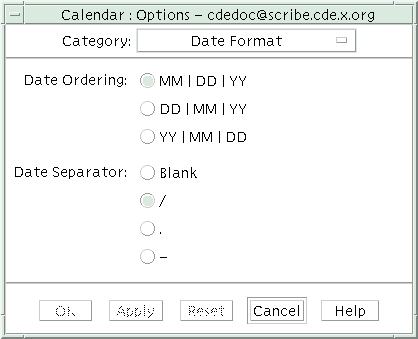 Calendar : Options – cdedoc@scribe.cde.x.org
Category: Date Format
Date Ordering: MM | DD | YY
DD | MM | YY
YY | MM | DD
Date Separator: Blank
/
.
–
OK Apply Reset Cancel Help